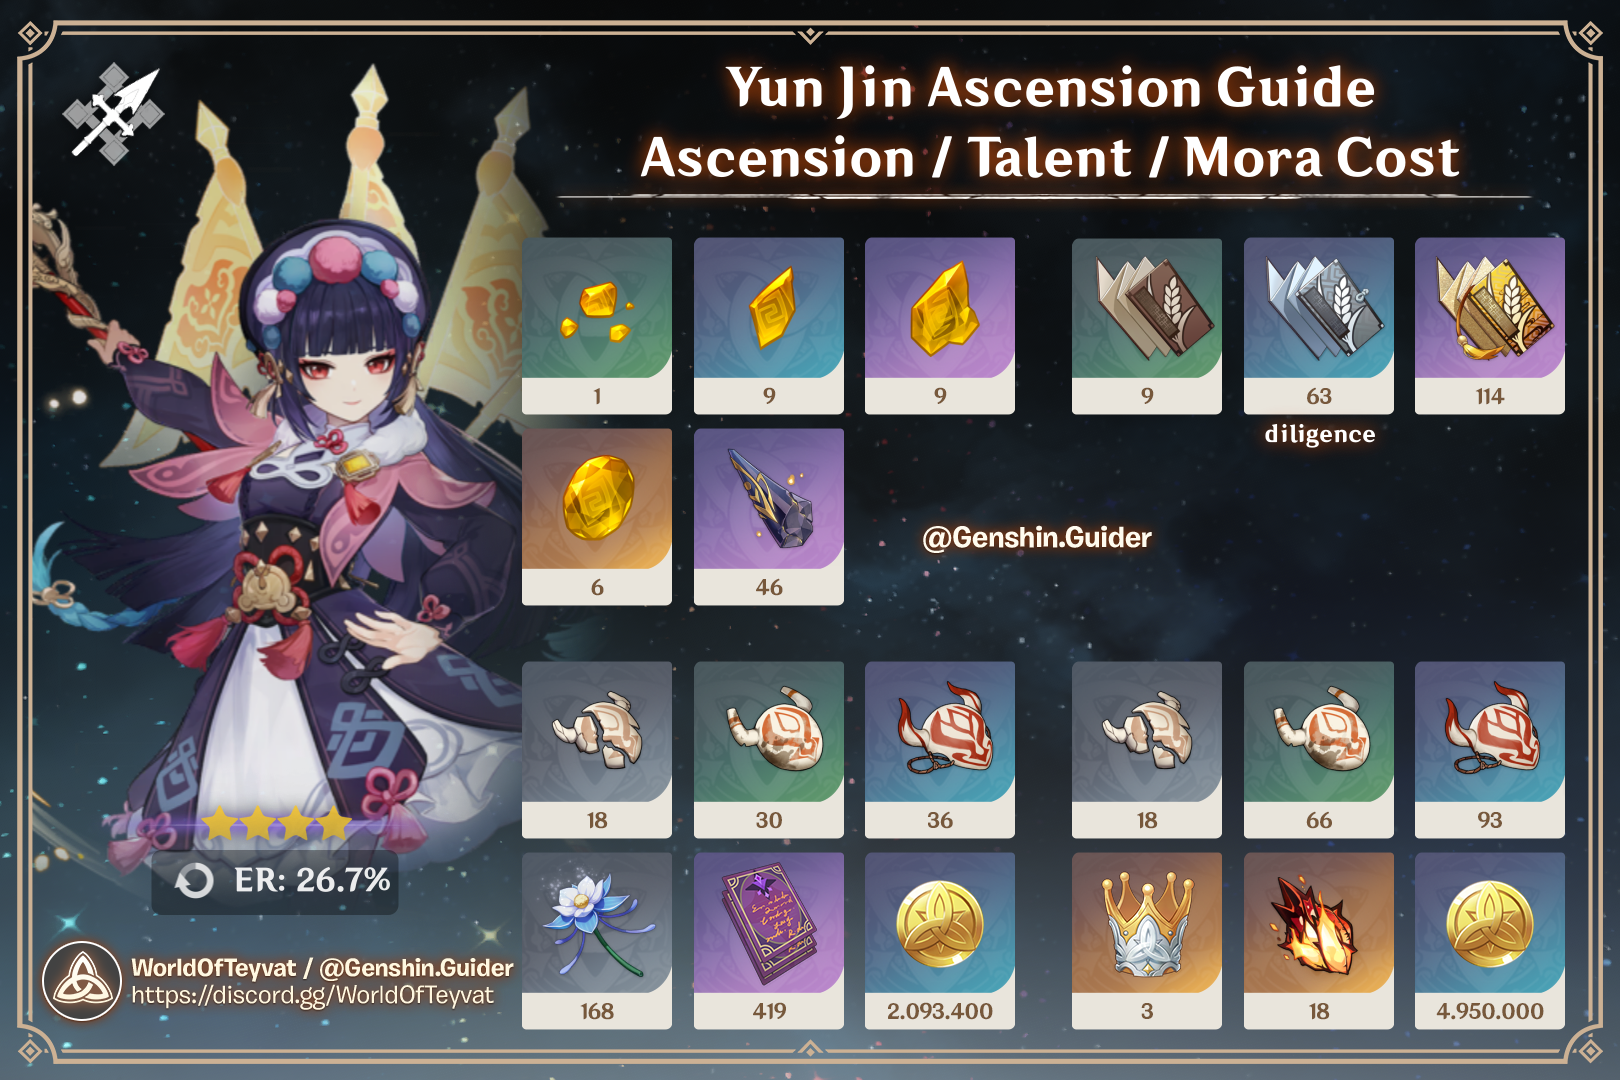 Yun Jin Ascension Guide
Ascension / Talent / Mora Cost
1
9
9
9
63
114
diligence
6
46
@Genshin.Guider
18
30
36
18
66
93
168
419
2.093.400
3
18
4.950.000
ER: 26.7%
WorldOfTeyvat / @Genshin.Guider
https://discord.gg/WorldOfTeyvat